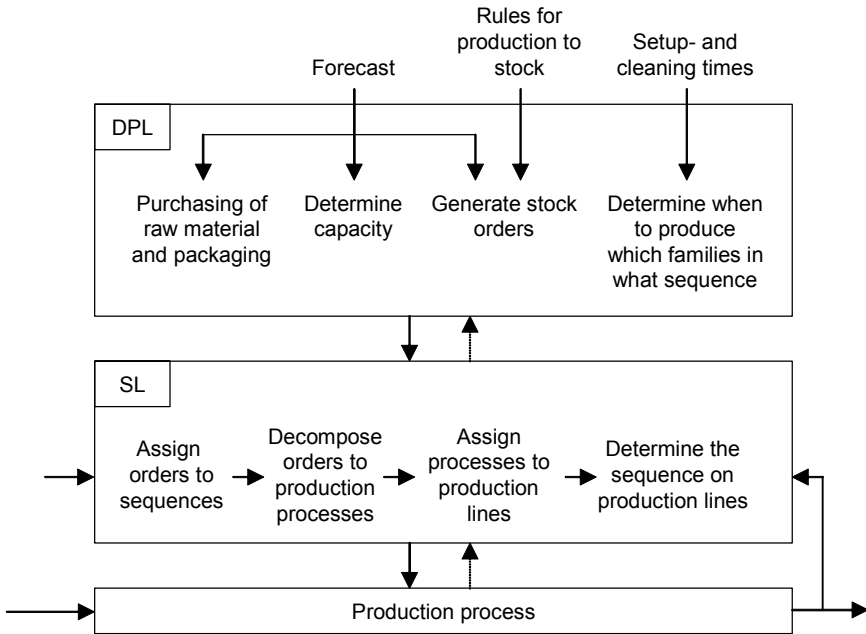 Forecast
Rules for
production to
stock
Setup- and
cleaning times
DPL
Purchasing of
raw material
and packaging
Determine
capacity
Generate stock
orders
Determine when
to produce
which families in
what sequence
SL
Assign
orders to
sequences
Decompose
orders to
production
processes
Assign
processes to
production
lines
Determine the
sequence on
production lines
Production process